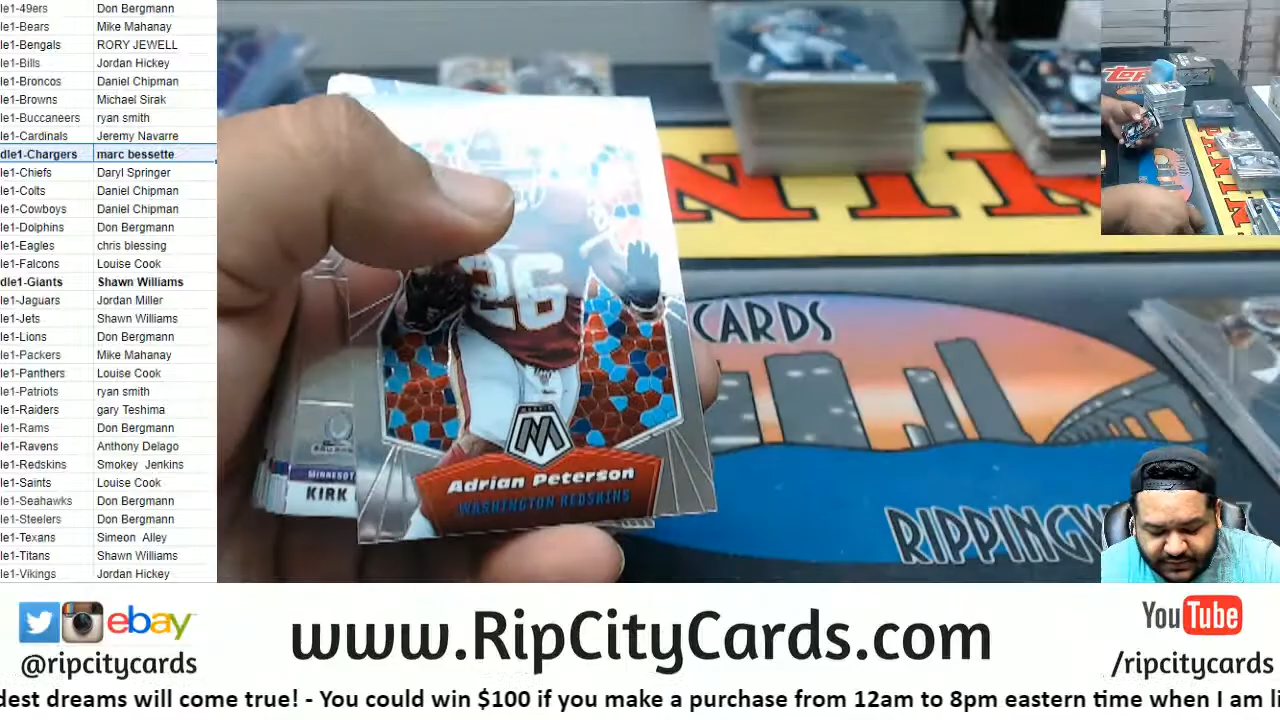 le1-49ers Don Bergmann
le1-Bears Mike Mahanay
le1-Bengals RORY JEWELL
le1-Bills Jordan Hickey
le1-Broncos Daniel Chipman
le1-Browns Michael Sirak
le1-Buccaneers ryan smith
le1-Cardinals Jeremy Navarre
dle1-Chargers marc bessette
le1-Chiefs Daryl Springer
le1-Colts Daniel Chipman
le1-Cowboys Daniel Chipman
le1-Dolphins Don Bergmann
le1-Eagles chris blessing
le1-Falcons Louise Cook
dle1-Giants Shawn Williams
le1-Jaguars Jordan Miller
le1-Jets Shawn Williams
le1-Lions Don Bergmann
le1-Packers Mike Mahanay
le1-Panthers Louise Cook
le1-Patriots ryan smith
le1-Raiders gary Teshima
le1-Rams Don Bergmann
le1-Ravens Anthony Delago
le1-Redskins Smokey Jenkins
le1-Saints Louise Cook
le1-Seahawks Don Bergmann
le1-Steelers Don Bergmann
le1-Texans Simeon Alley
le1-Titans Shawn Williams
le1-Vikings Jordan Hickey
NINI
26
CARDS
MOSAIC
M
Adrian Peterson
WASHINGTON REDSKINS
MINNESOT
KIRK
RIPPINGW
TOP
PANI
ebay
@ripcitycards
www.RipCityCards.com
YouTube
/ripcitycards
dest dreams will come true! - You could win $100 if you make a purchase from 12am to 8pm eastern time when I am li